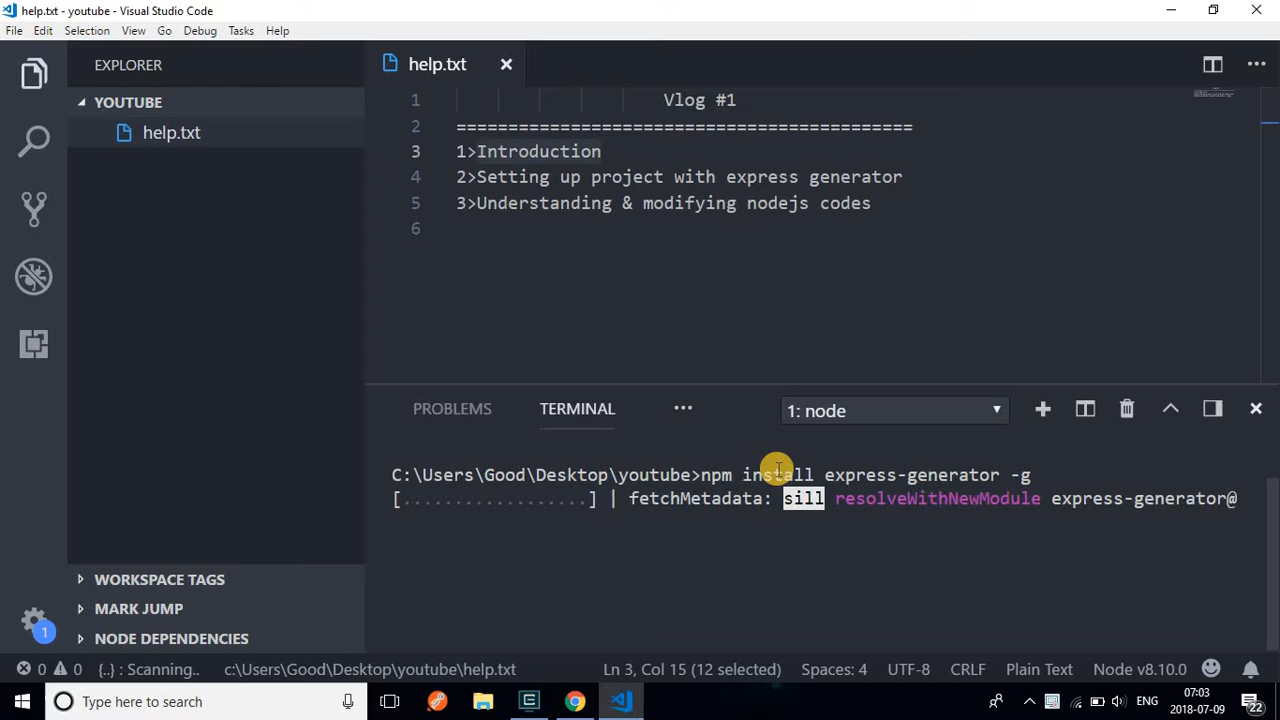 help.txt - youtube - Visual Studio Code
File Edit Selection View Go Debug Tasks Help
EXPLORER
YOUTUBE
help.txt
WORKSPACE TAGS
MARK JUMP
NODE DEPENDENCIES
help.txt
1 Vlog #1
2 ============================================
3 1>Introduction
4 2>Setting up project with express generator
5 3>Understanding & modifying nodejs codes
6
PROBLEMS TERMINAL ... 1: node
C:\Users\Good\Desktop\youtube>npm install express-generator -g
[..................] | fetchMetadata: sill resolveWithNewModule express-generator@
1
0 0 {..} : Scanning.. c:\Users\Good\Desktop\youtube\help.txt Ln 3, Col 15 (12 selected) Spaces: 4 UTF-8 CRLF Plain Text Node v8.10.0
Type here to search
ENG
07:03
2018-07-09
22